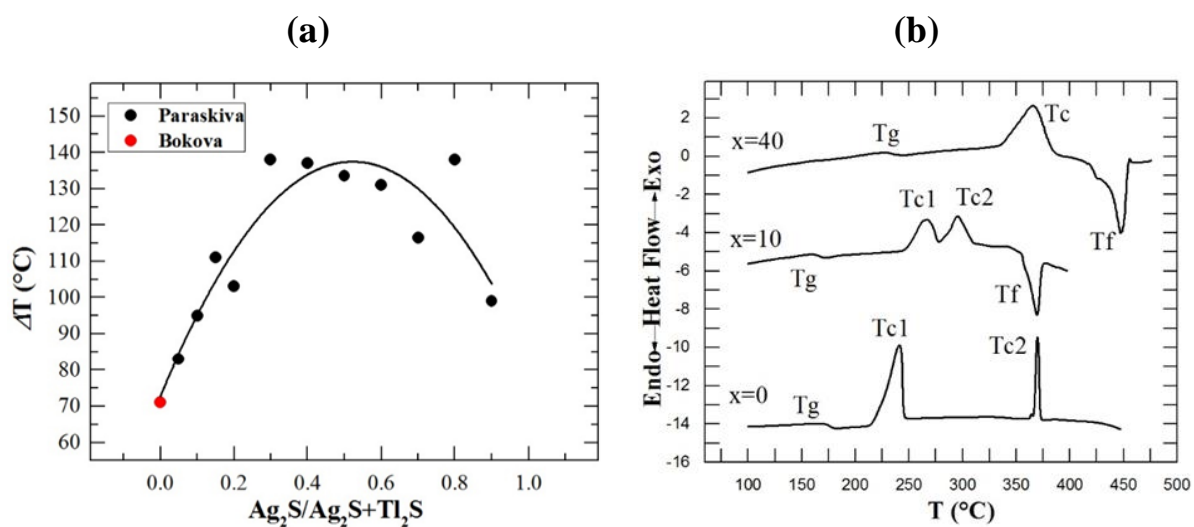 (a)
Paraskiva
Bokova
150
140
130
120
110
100
90
80
70
60
ΔT (°C)
0.0 0.2 0.4 0.6 0.8 1.0
Ag₂S/Ag₂S+Tl₂S
(b)
2
0
-2
-4
-6
-8
-10
-12
-14
-16
Endo←Heat Flow→Exo
x=40
Tg
Tc
Tf
x=10
Tg
Tc1
Tc2
Tf
x=0
Tg
Tc1
Tc2
100 150 200 250 300 350 400 450 500
T (°C)